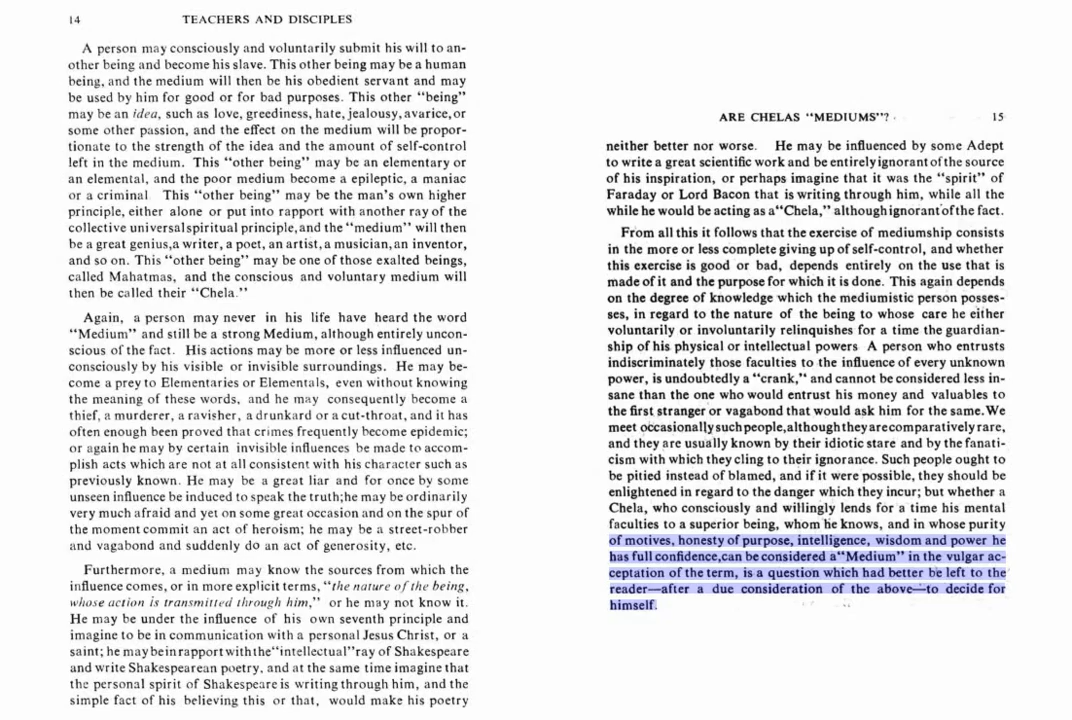 14 TEACHERS AND DISCIPLES
A person may consciously and voluntarily submit his will to an-
other being and become his slave. This other being may be a human
being, and the medium will then be his obedient servant and may
be used by him for good or for bad purposes. This other "being"
may be an idea, such as love, greediness, hate, jealousy, avarice, or
some other passion, and the effect on the medium will be propor-
tionate to the strength of the idea and the amount of self-control
left in the medium. This "other being" may be an elementary or
an elemental, and the poor medium become a epileptic, a maniac
or a criminal This "other being" may be the man's own higher
principle, either alone or put into rapport with another ray of the
collective universal spiritual principle, and the "medium" will then
be a great genius, a writer, a poet, an artist, a musician, an inventor,
and so on. This "other being" may be one of those exalted beings,
called Mahatmas, and the conscious and voluntary medium will
then be called their "Chela."
Again, a person may never in his life have heard the word
"Medium" and still be a strong Medium, although entirely uncon-
scious of the fact. His actions may be more or less influenced un-
consciously by his visible or invisible surroundings. He may be-
come a prey to Elementaries or Elementals, even without knowing
the meaning of these words, and he may consequently become a
thief, a murderer, a ravisher, a drunkard or a cut-throat, and it has
often enough been proved that crimes frequently become epidemic;
or again he may by certain invisible influences be made to accom-
plish acts which are not at all consistent with his character such as
previously known. He may be a great liar and for once by some
unseen influence be induced to speak the truth; he may be ordinarily
very much afraid and yet on some great occasion and on the spur of
the moment commit an act of heroism; he may be a street-robber
and vagabond and suddenly do an act of generosity, etc.
Furthermore, a medium may know the sources from which the
influence comes, or in more explicit terms, "the nature of the being,
whose action is transmitted through him," or he may not know it.
He may be under the influence of his own seventh principle and
imagine to be in communication with a personal Jesus Christ, or a
saint; he may be in rapport with the "intellectual" ray of Shakespeare
and write Shakespearean poetry, and at the same time imagine that
the personal spirit of Shakespeare is writing through him, and the
simple fact of his believing this or that, would make his poetry
ARE CHELAS "MEDIUMS"? 15
neither better nor worse. He may be influenced by some Adept
to write a great scientific work and be entirely ignorant of the source
of his inspiration, or perhaps imagine that it was the "spirit" of
Faraday or Lord Bacon that is writing through him, while all the
while he would be acting as a "Chela," although ignorant of the fact.
From all this it follows that the exercise of mediumship consists
in the more or less complete giving up of self-control, and whether
this exercise is good or bad, depends entirely on the use that is
made of it and the purpose for which it is done. This again depends
on the degree of knowledge which the mediumistic person posses-
ses, in regard to the nature of the being to whose care he either
voluntarily or involuntarily relinquishes for a time the guardian-
ship of his physical or intellectual powers A person who entrusts
indiscriminately those faculties to the influence of every unknown
power, is undoubtedly a "crank," and cannot be considered less in-
sane than the one who would entrust his money and valuables to
the first stranger or vagabond that would ask him for the same. We
meet occasionally such people, although they are comparatively rare,
and they are usually known by their idiotic stare and by the fanati-
cism with which they cling to their ignorance. Such people ought to
be pitied instead of blamed, and if it were possible, they should be
enlightened in regard to the danger which they incur; but whether a
Chela, who consciously and willingly lends for a time his mental
faculties to a superior being, whom he knows, and in whose purity
of motives, honesty of purpose, intelligence, wisdom and power he
has full confidence, can be considered a "Medium" in the vulgar ac-
ceptation of the term, is a question which had better be left to the
reader—after a due consideration of the above—to decide for
himself.